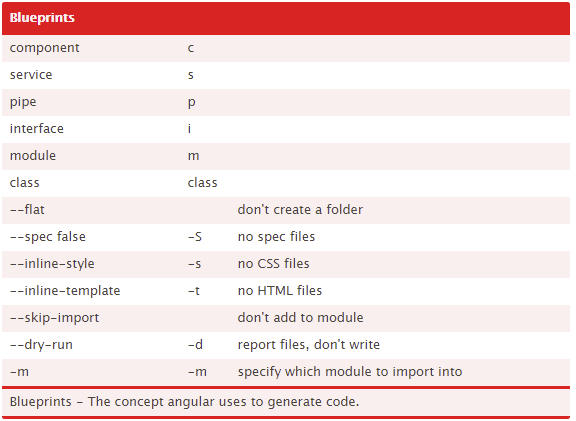 Blueprints
component c
service s
pipe p
interface i
module m
class class
--flat don't create a folder
--spec false -S no spec files
--inline-style -s no CSS files
--inline-template -t no HTML files
--skip-import don't add to module
--dry-run -d report files, don't write
-m -m specify which module to import into
Blueprints - The concept angular uses to generate code.